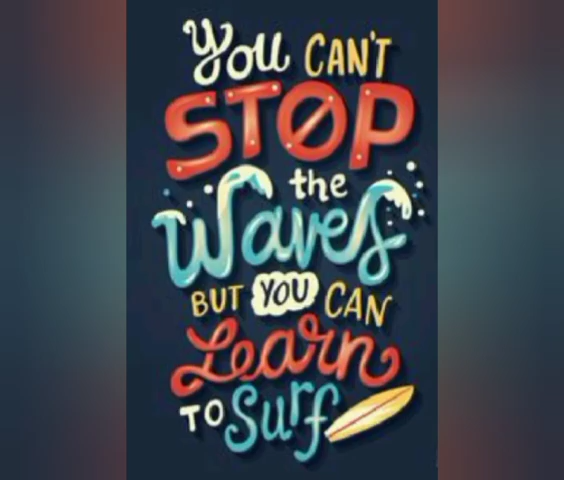 You CAN'T
STOP
the
Waves
BUT YOU CAN
Learn
TO Surf